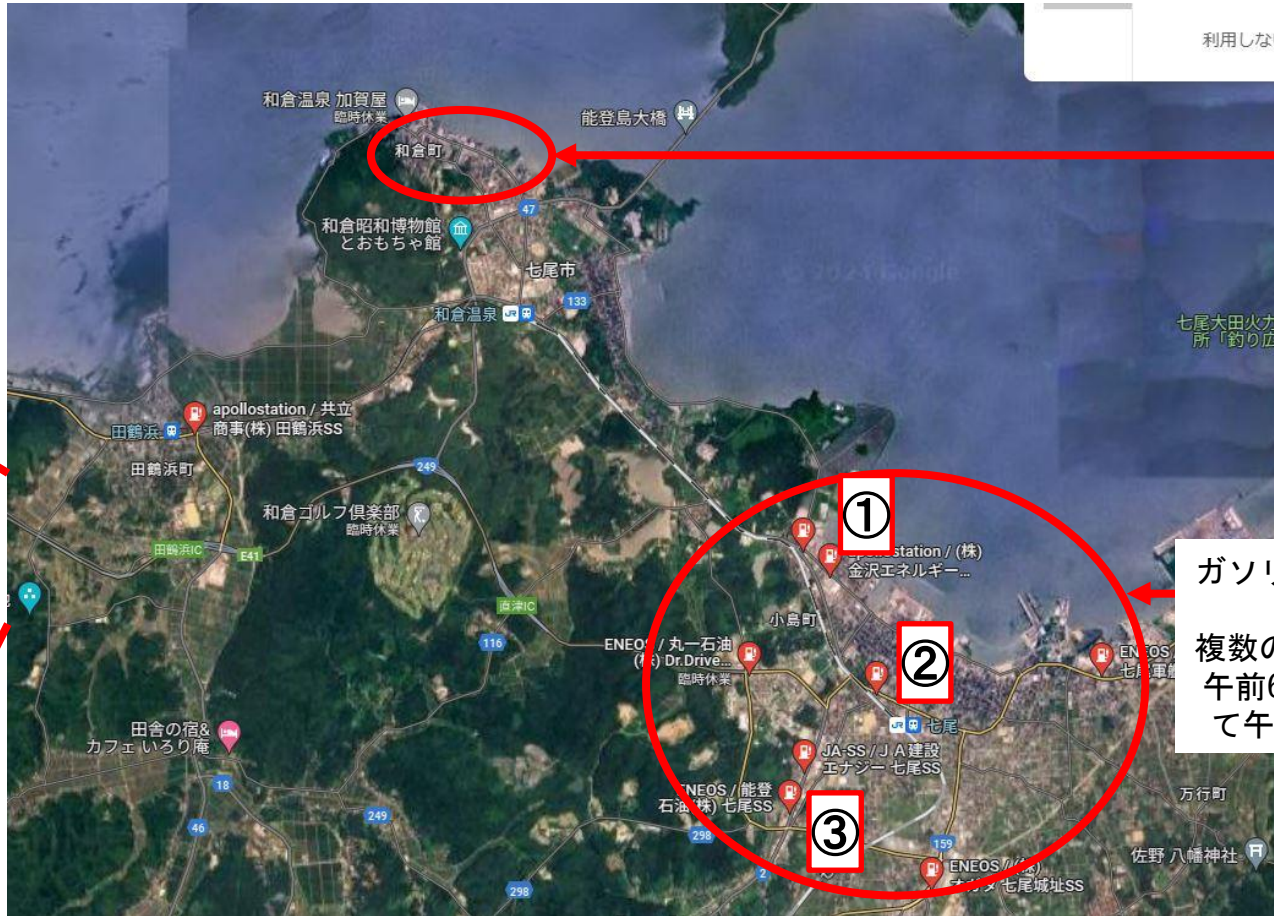 利用しな
和倉温泉 加賀屋
臨時休業
能登島大橋
和倉町
47
和倉昭和博物館
とおもちゃ館
七尾市
133
和倉温泉 JR
七尾大田火力
所「釣り広
apollostation / 共立
商事(株) 田鶴浜SS
田鶴浜
田鶴浜町
249
和倉ゴルフ倶楽部
臨時休業
①
station / (株)
金沢エネルギー...
田鶴浜IC
E41
直津IC
小島町
116
ENEOS / 丸一石油
(株) Dr.Drive...
臨時休業
②
ENEOS
七尾軍艦
ガソリ
複数の
午前6
て午
JR 七尾
田舎の宿&
カフェ いろり庵
JA-SS / JA建設
エナジー 七尾SS
ENEOS / 能登
石油(株) 七尾SS
③
18
46
249
298
159
万行町
佐野 八幡神社
ENEOS / (株)
七尾城址SS
298
© 2024 Google